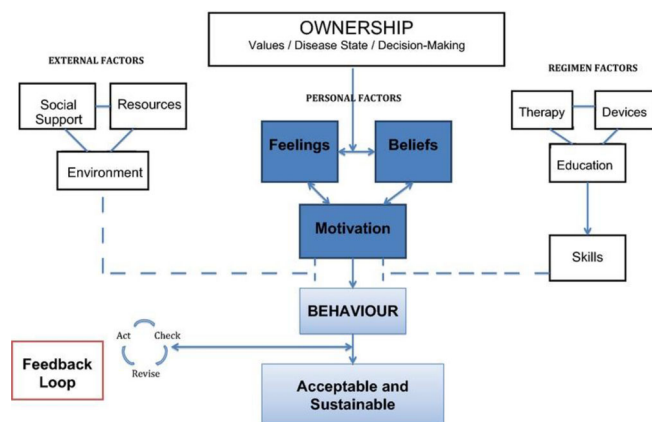 OWNERSHIP
Values / Disease State / Decision-Making
EXTERNAL FACTORS
Social
Support
Resources
Environment
PERSONAL FACTORS
Feelings
Beliefs
Motivation
REGIMEN FACTORS
Therapy
Devices
Education
Skills
BEHAVIOUR
Act
Check
Revise
Feedback
Loop
Acceptable and
Sustainable